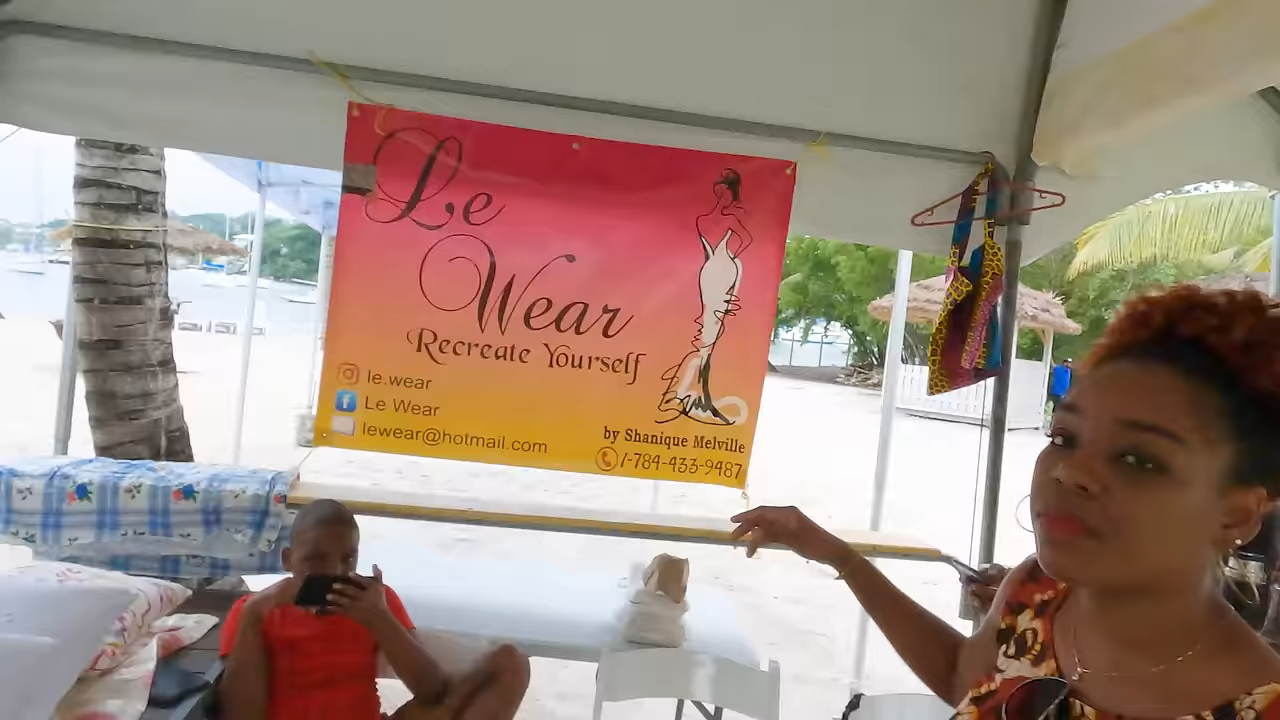 Le
Wear
Recreate Yourself
le.wear
Le Wear
lewear@hotmail.com
by Shanique Melville
1-784-433-9487